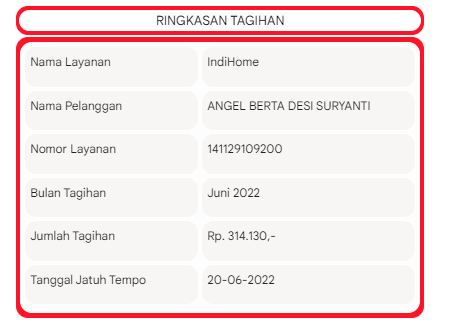 RINGKASAN TAGIHAN
Nama Layanan IndiHome
Nama Pelanggan ANGEL BERTA DESI SURYANTI
Nomor Layanan 141129109200
Bulan Tagihan Juni 2022
Jumlah Tagihan Rp. 314.130,-
Tanggal Jatuh Tempo 20-06-2022